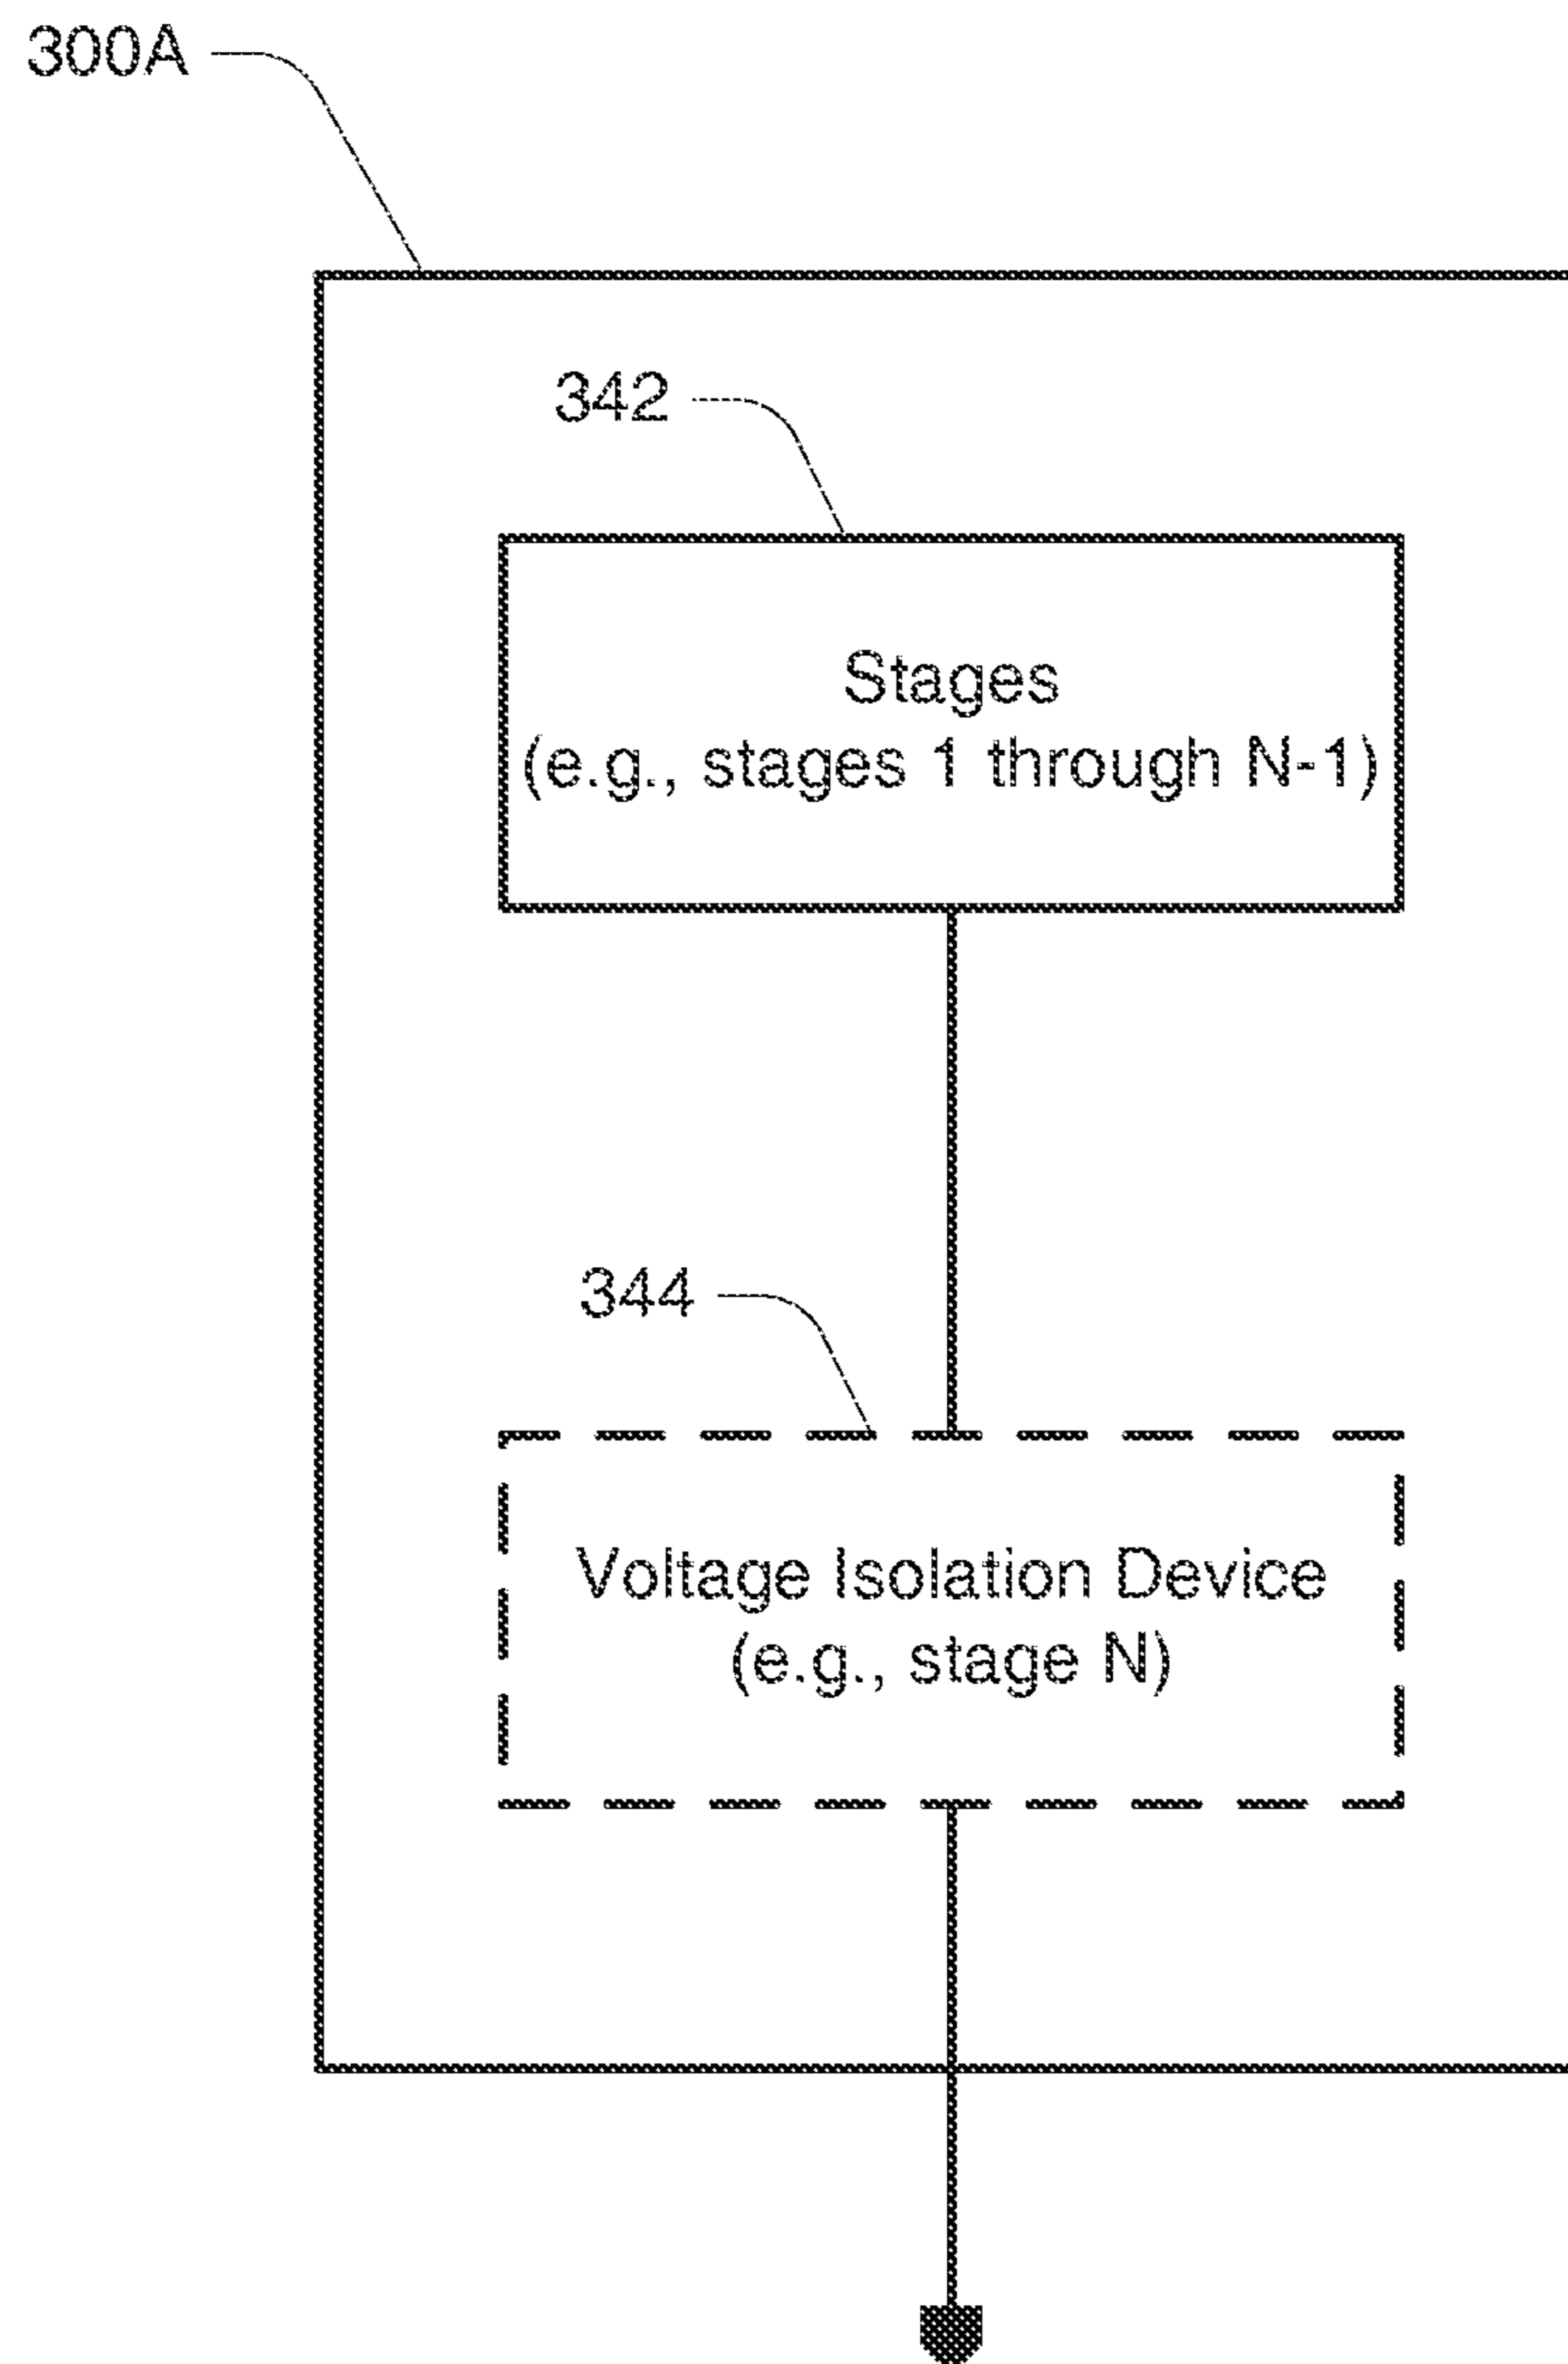 300A
342
Stages
(e.g., stages 1 through N-1)
344
Voltage Isolation Device
(e.g., stage N)